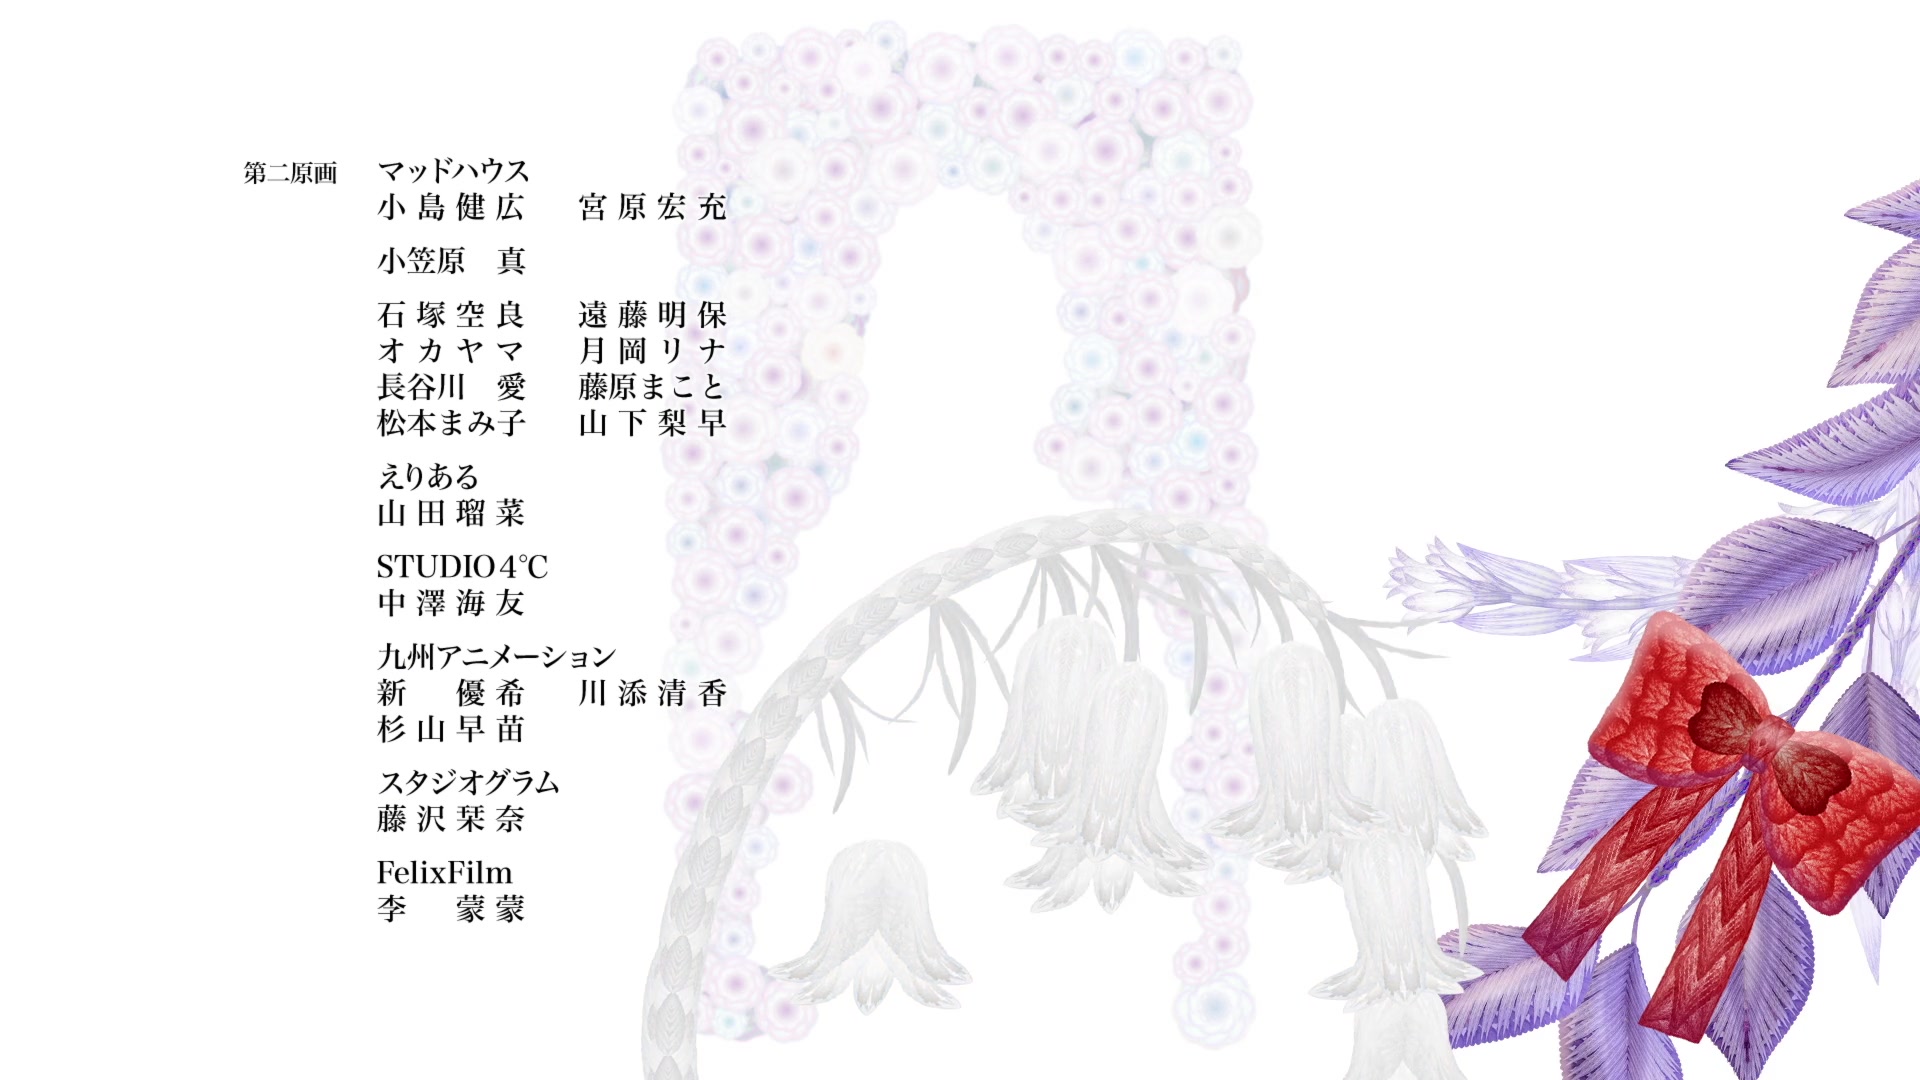 第二原画 マッドハウス
小島健広 宮原宏充
小笠原 真
石塚空良 遠藤明保
オカヤマ 月岡リナ
長谷川 愛 藤原まこと
松本まみ子 山下梨早
えりある
山田瑠菜
STUDIO4℃
中澤海友
九州アニメーション
新 優希 川添清香
杉山早苗
スタジオグラム
藤沢栞奈
FelixFilm
李 蒙蒙